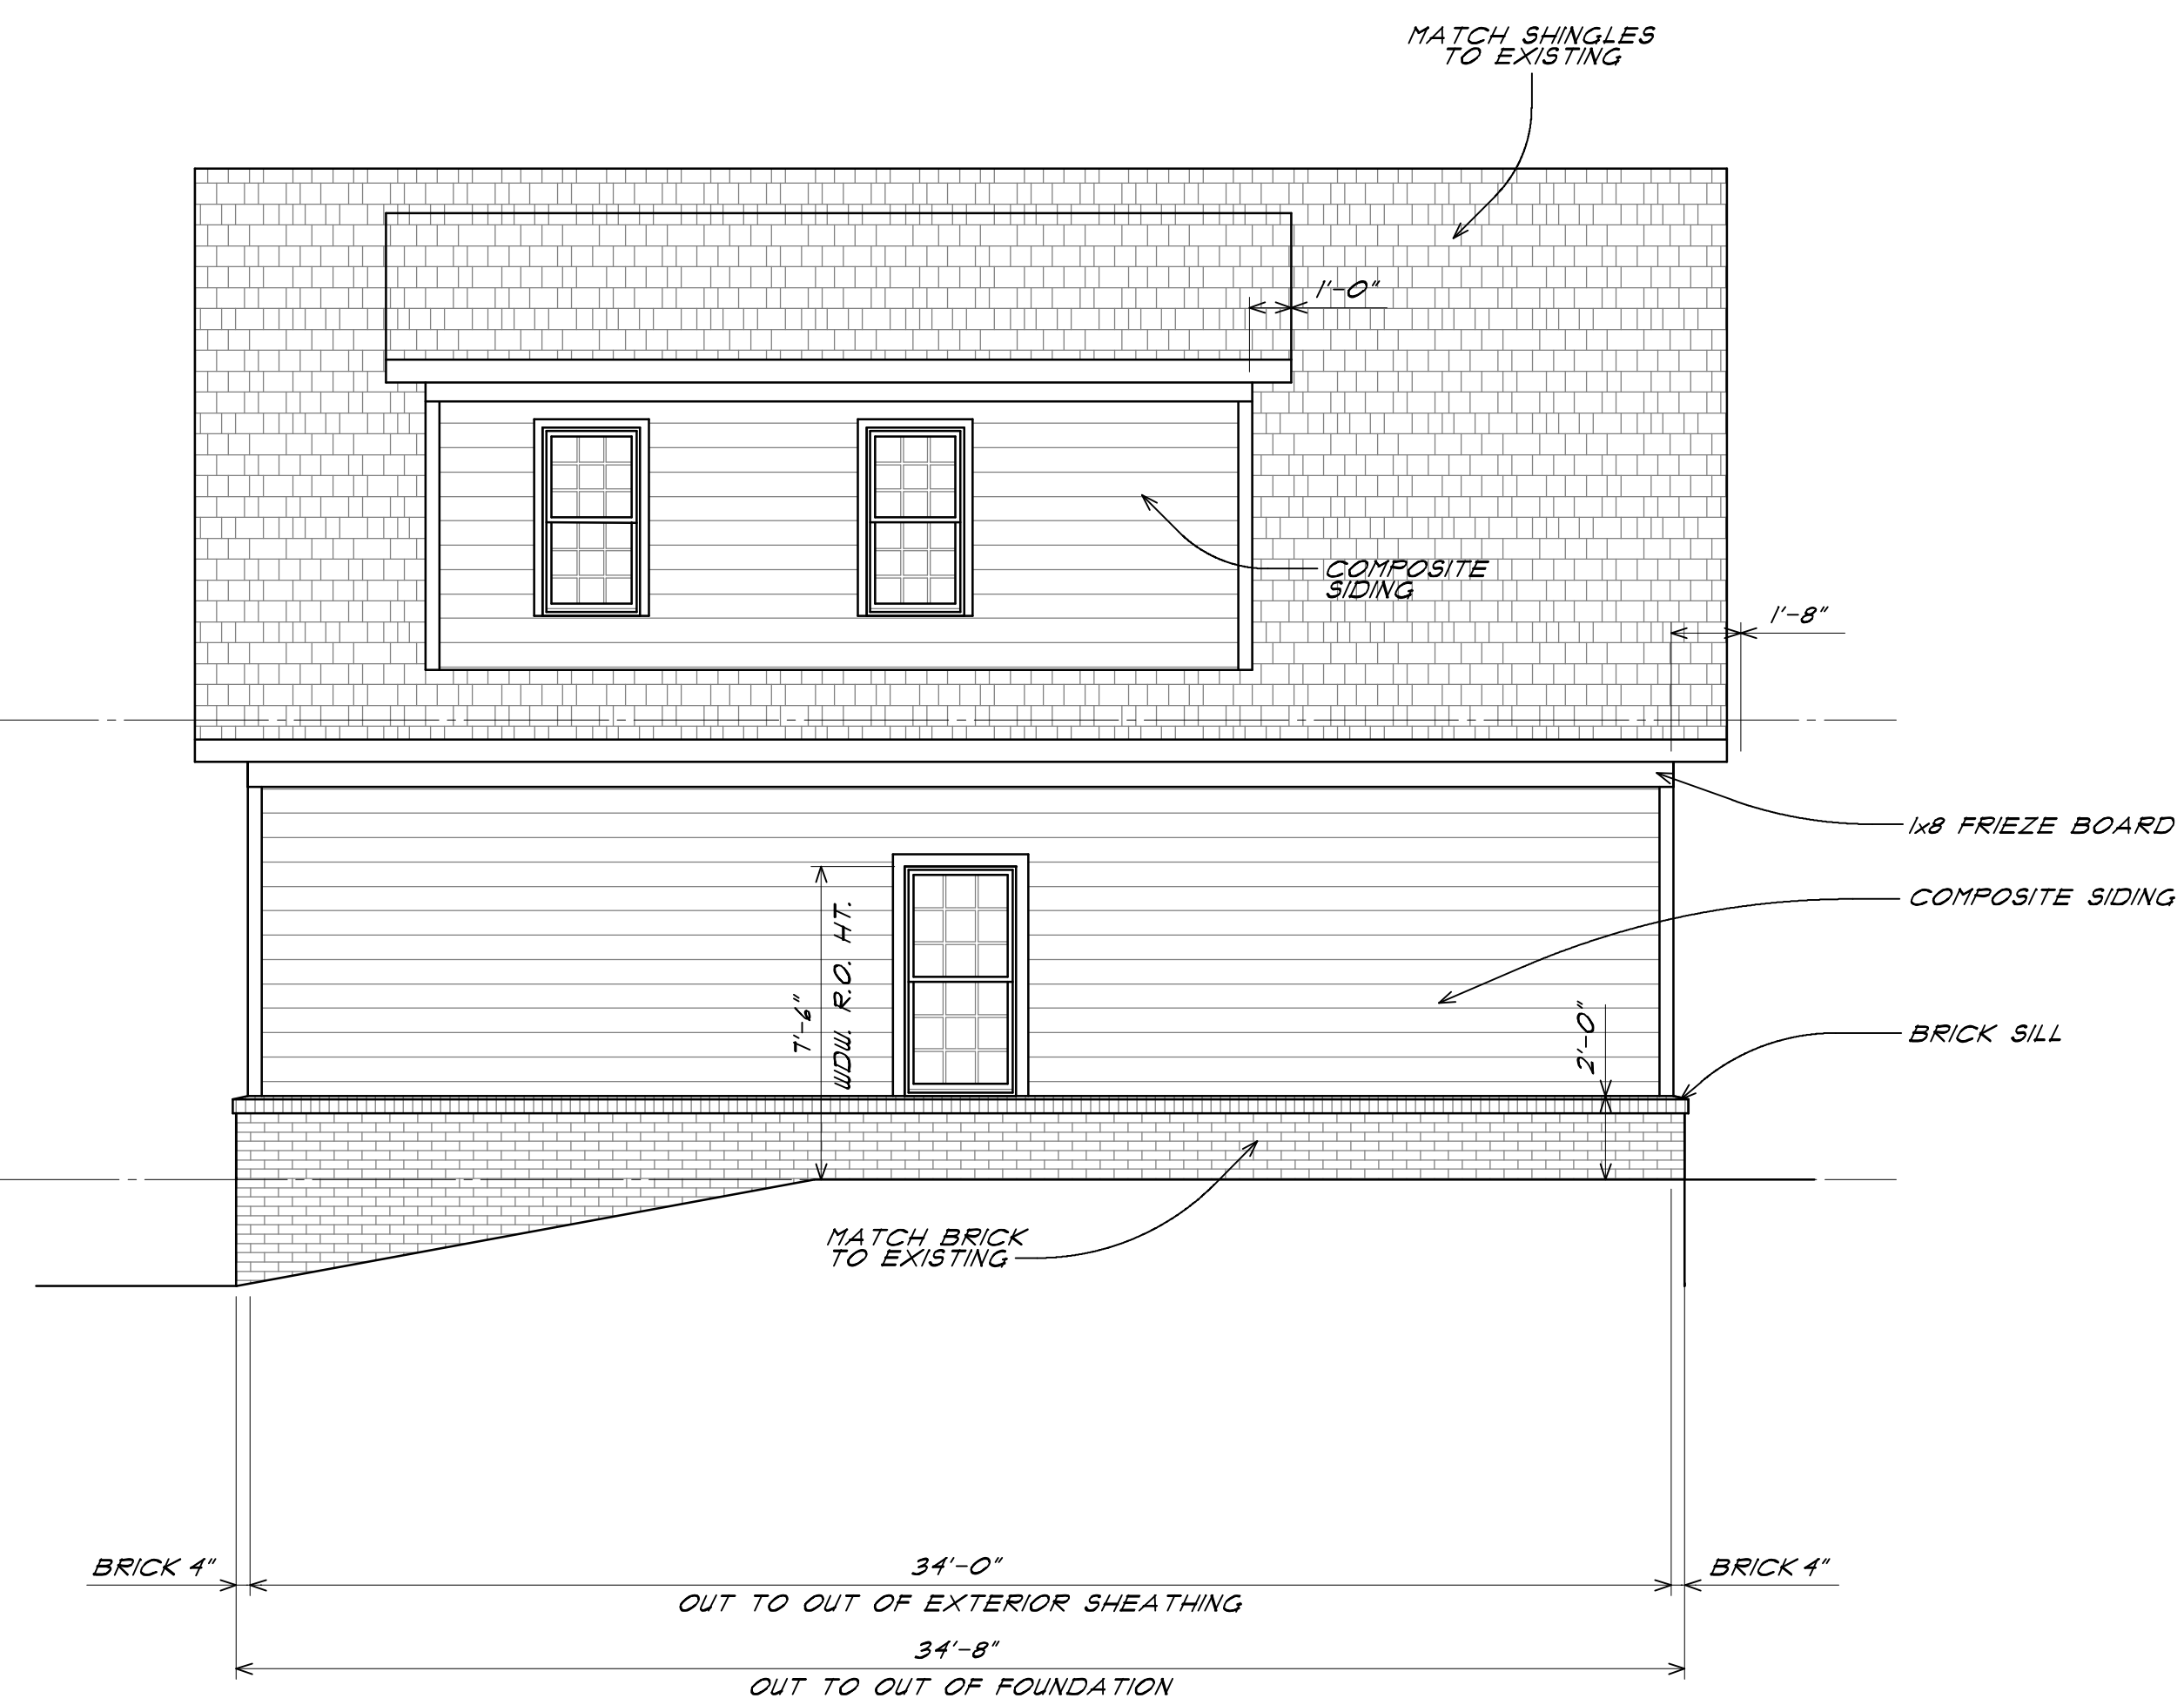 MATCH SHINGLES
TO EXISTING
1'-0"
COMPOSITE
SIDING
1'-8"
1x8 FRIEZE BOARD
COMPOSITE SIDING
7'-6"
WDW. R.O. HT.
2'-0"
BRICK SILL
MATCH BRICK
TO EXISTING
BRICK 4"
34'-0"
BRICK 4"
OUT TO OUT OF EXTERIOR SHEATHING
34'-8"
OUT TO OUT OF FOUNDATION